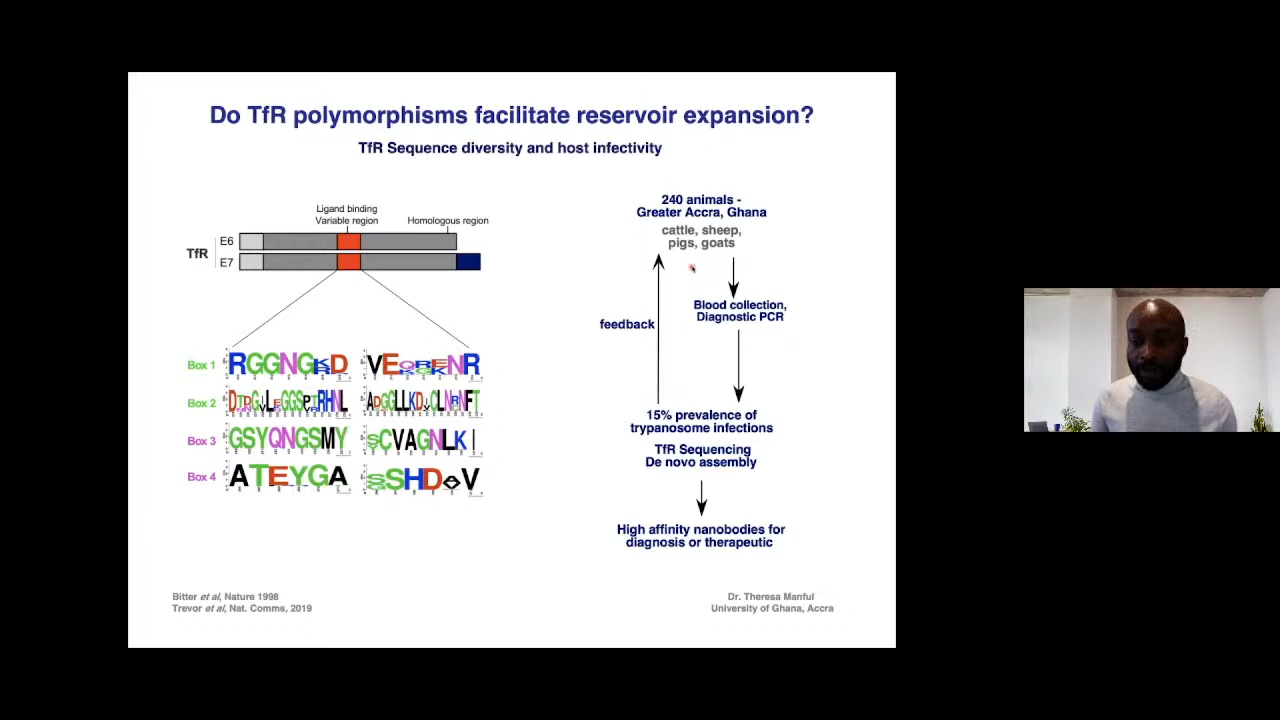 Do TfR polymorphisms facilitate reservoir expansion?
TfR Sequence diversity and host infectivity
Ligand binding
Variable region
Homologous region
TfR
E6
E7
Box 1
RGGNG D VE NR
Box 2
Box 3
GSYQNGSMY CVAGNLK I
Box 4
ATEYGA SHD V
240 animals -
Greater Accra, Ghana
cattle, sheep,
pigs, goats
Blood collection,
Diagnostic PCR
feedback
15% prevalence of
trypanosome infections
TfR Sequencing
De novo assembly
High affinity nanobodies for
diagnosis or therapeutic
Bitter et al, Nature 1998
Trevor et al, Nat. Comms, 2019
Dr. Theresa Manful
University of Ghana, Accra